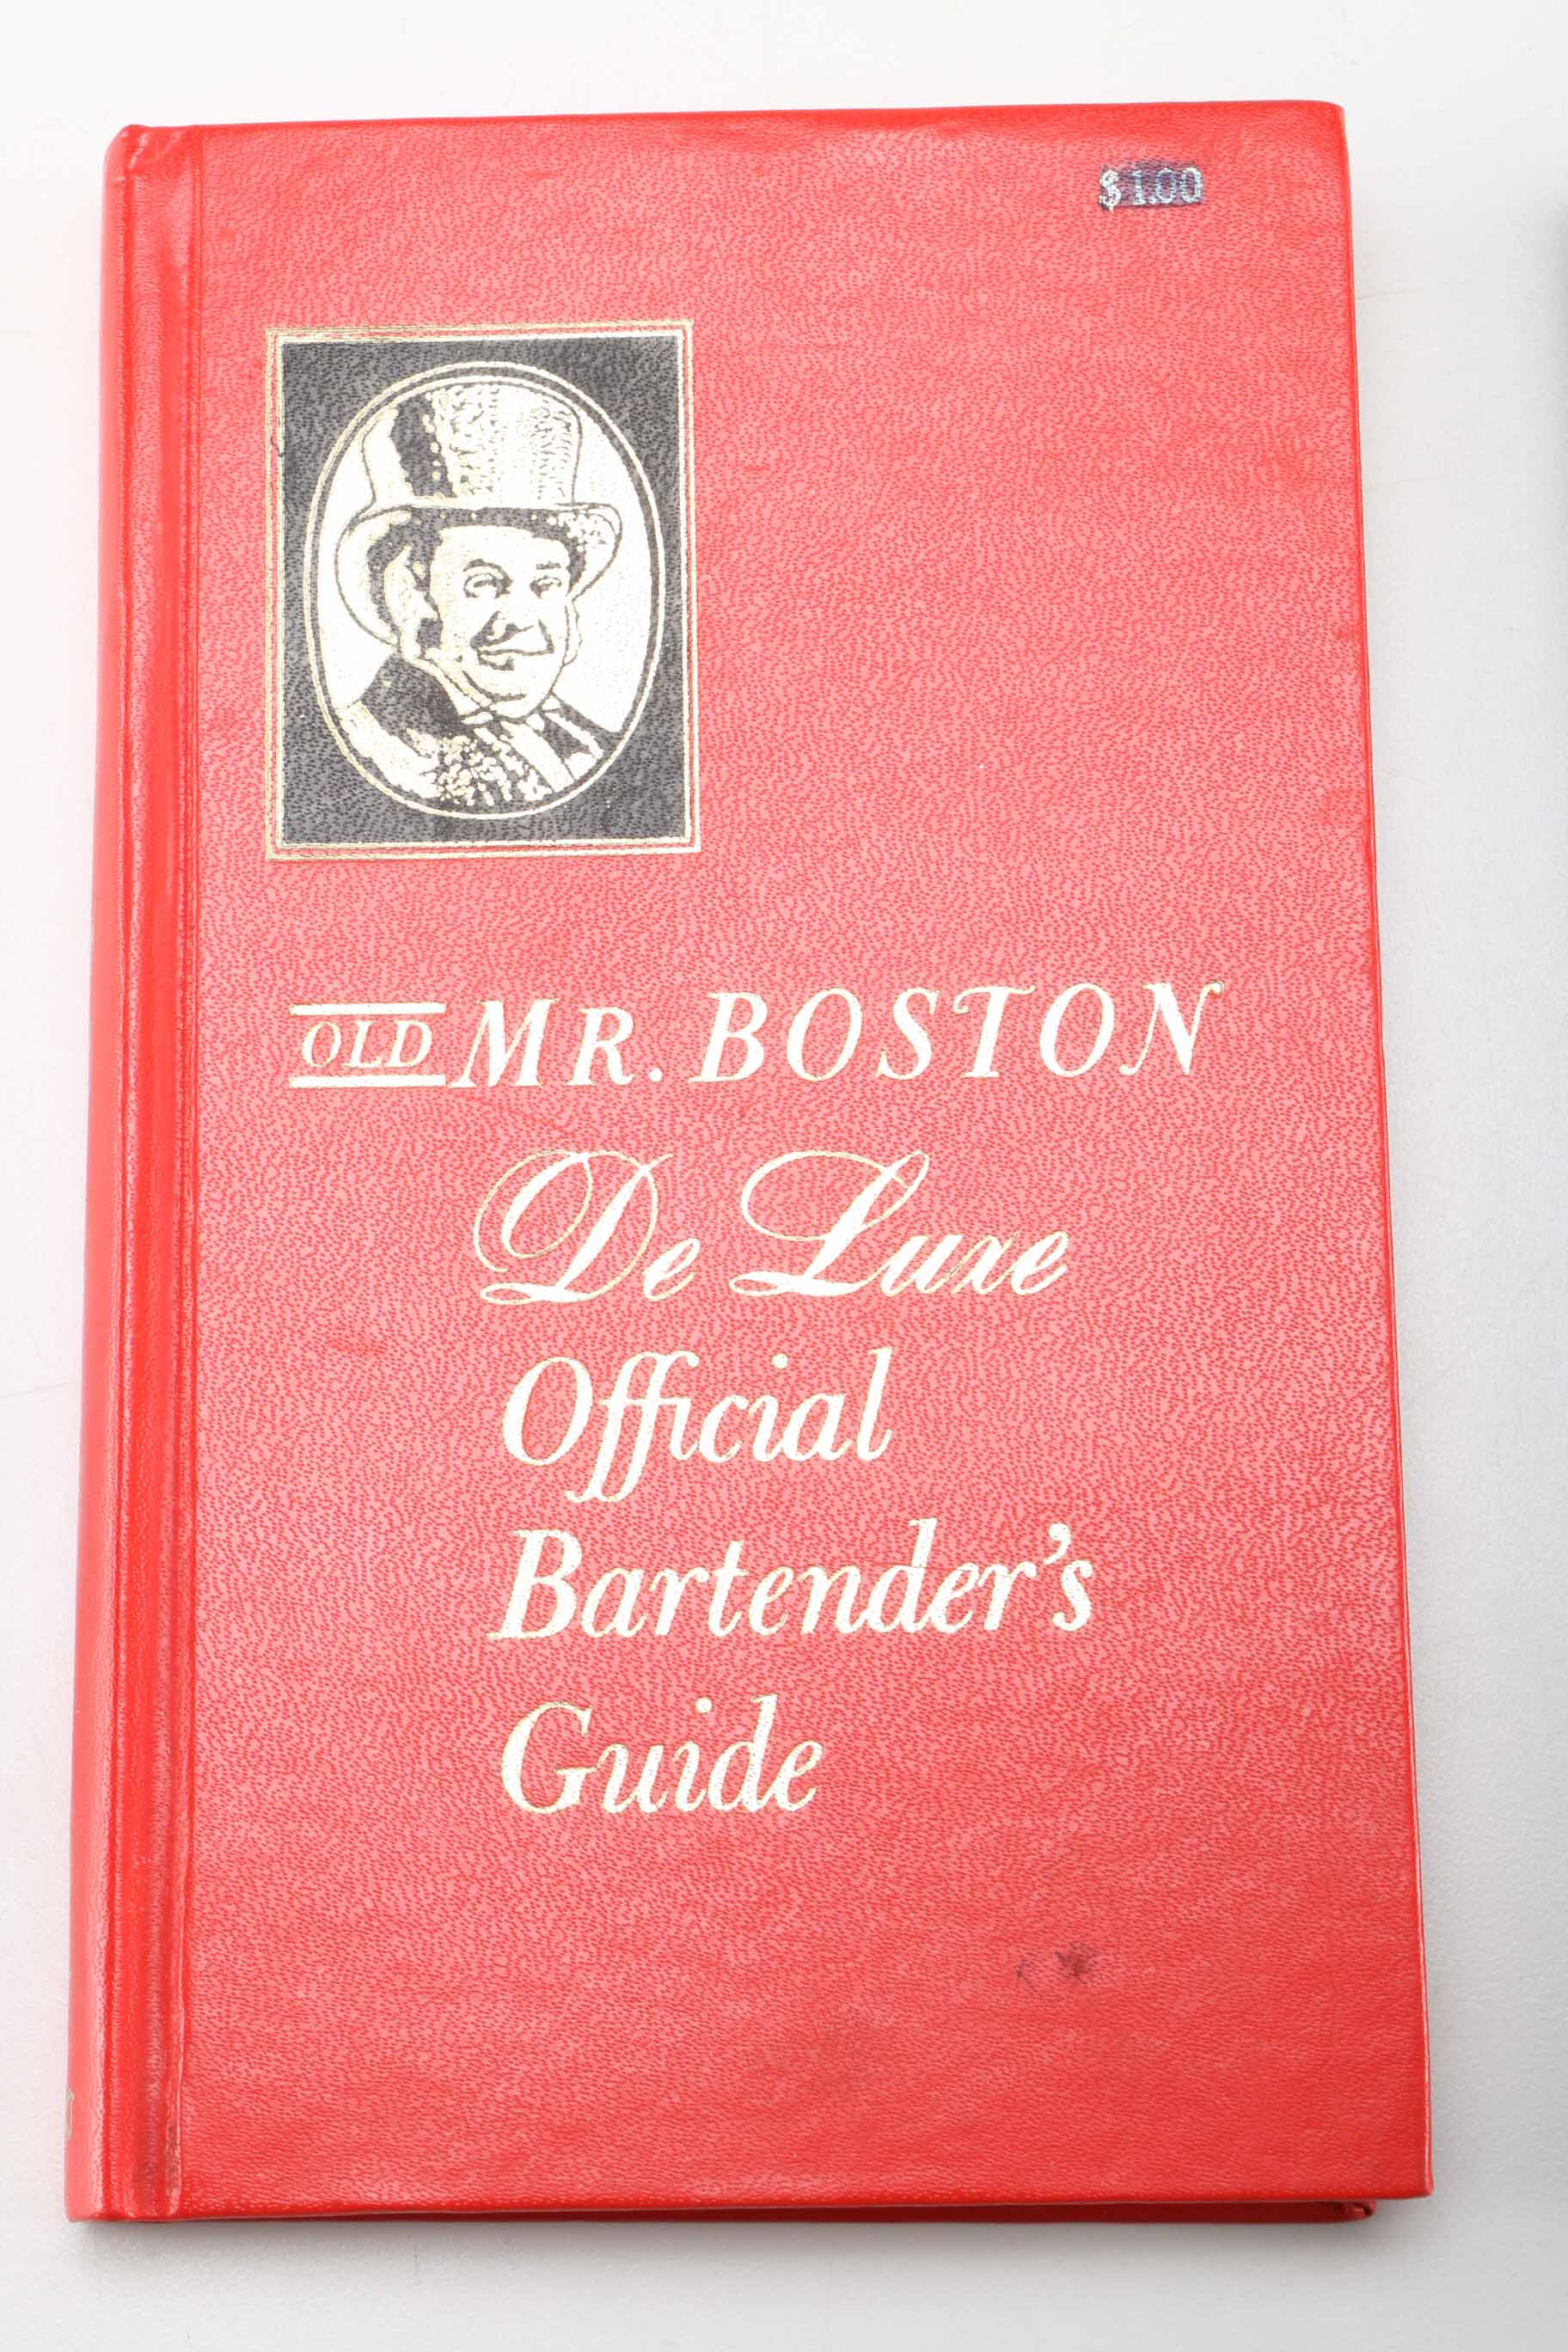 $1.00
OLD MR. BOSTON
De Luxe
Official
Bartender's
Guide